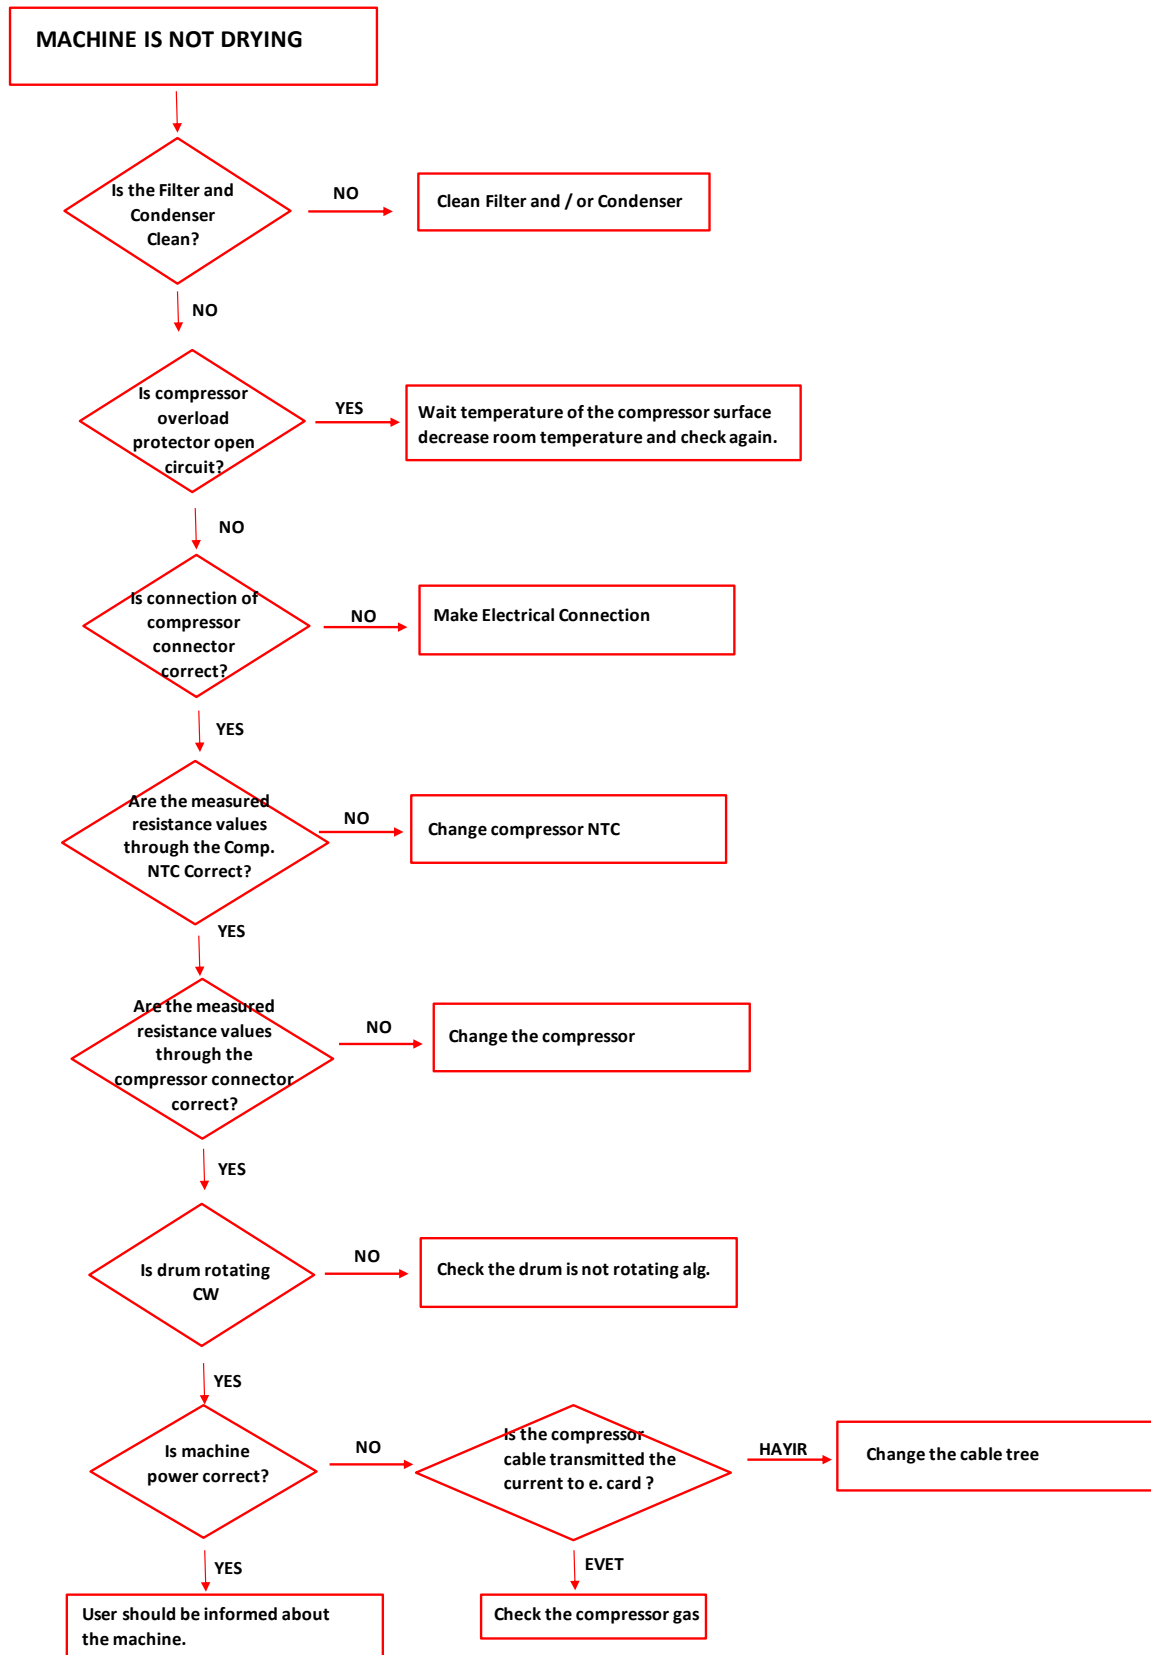 MACHINE IS NOT DRYING
Is the Filter and
Condenser
Clean?
NO
Clean Filter and / or Condenser
NO
Is compressor
overload
protector open
circuit?
YES
Wait temperature of the compressor surface
decrease room temperature and check again.
NO
Is connection of
compressor
connector
correct?
NO
Make Electrical Connection
YES
Are the measured
resistance values
through the Comp.
NTC Correct?
NO
Change compressor NTC
YES
Are the measured
resistance values
through the
compressor connector
correct?
NO
Change the compressor
YES
Is drum rotating
CW
NO
Check the drum is not rotating alg.
YES
Is machine
power correct?
NO
Is the compressor
cable transmitted the
current to e. card ?
HAYIR
Change the cable tree
YES
EVET
User should be informed about
the machine.
Check the compressor gas